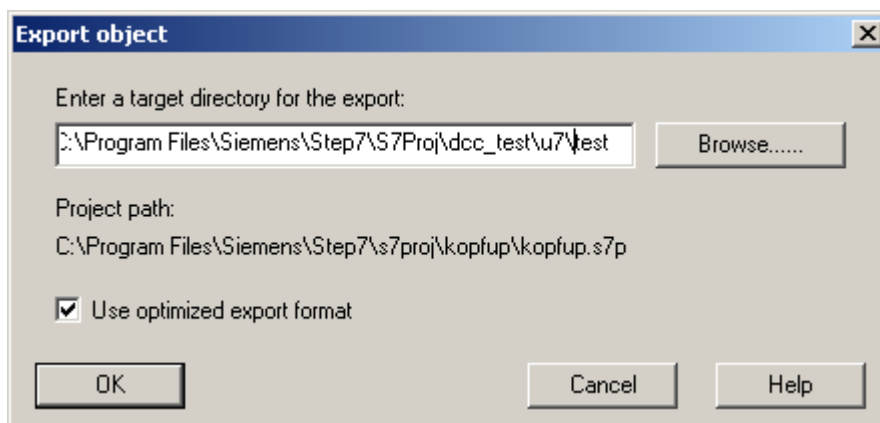 Export object
Enter a target directory for the export:
C:\Program Files\Siemens\Step7\S7Proj\dcc_test\u7\test
Browse......
Project path:
C:\Program Files\Siemens\Step7\s7proj\kopfup\kopfup.s7p
Use optimized export format
OK
Cancel
Help